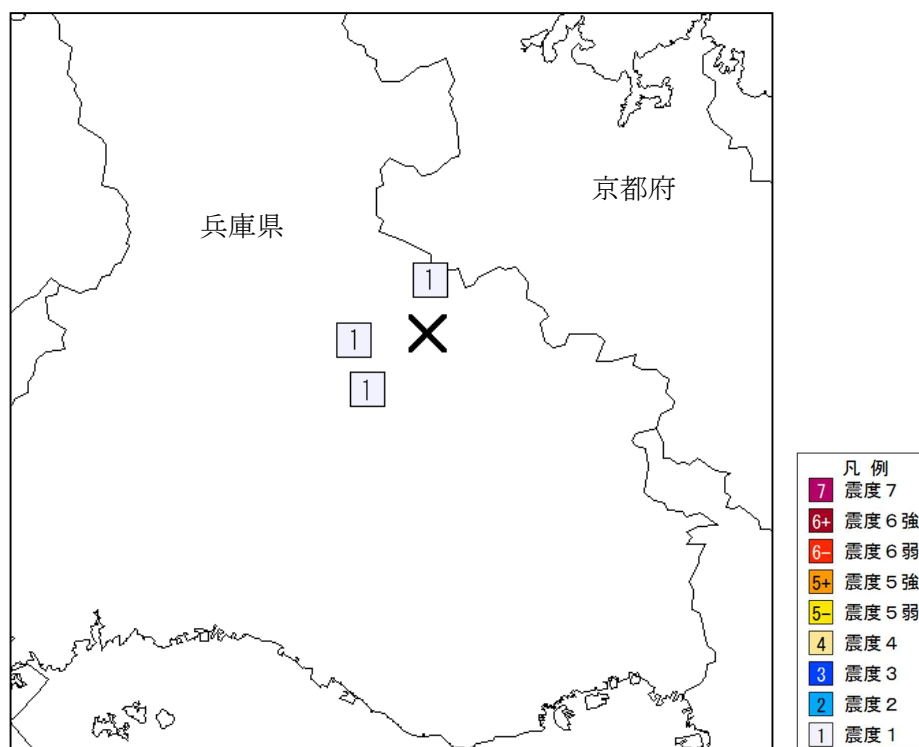 京都府
兵庫県
1
1
1
凡 例
7 震度7
6+ 震度6強
6- 震度6弱
5+ 震度5強
5- 震度5弱
4 震度4
3 震度3
2 震度2
1 震度1